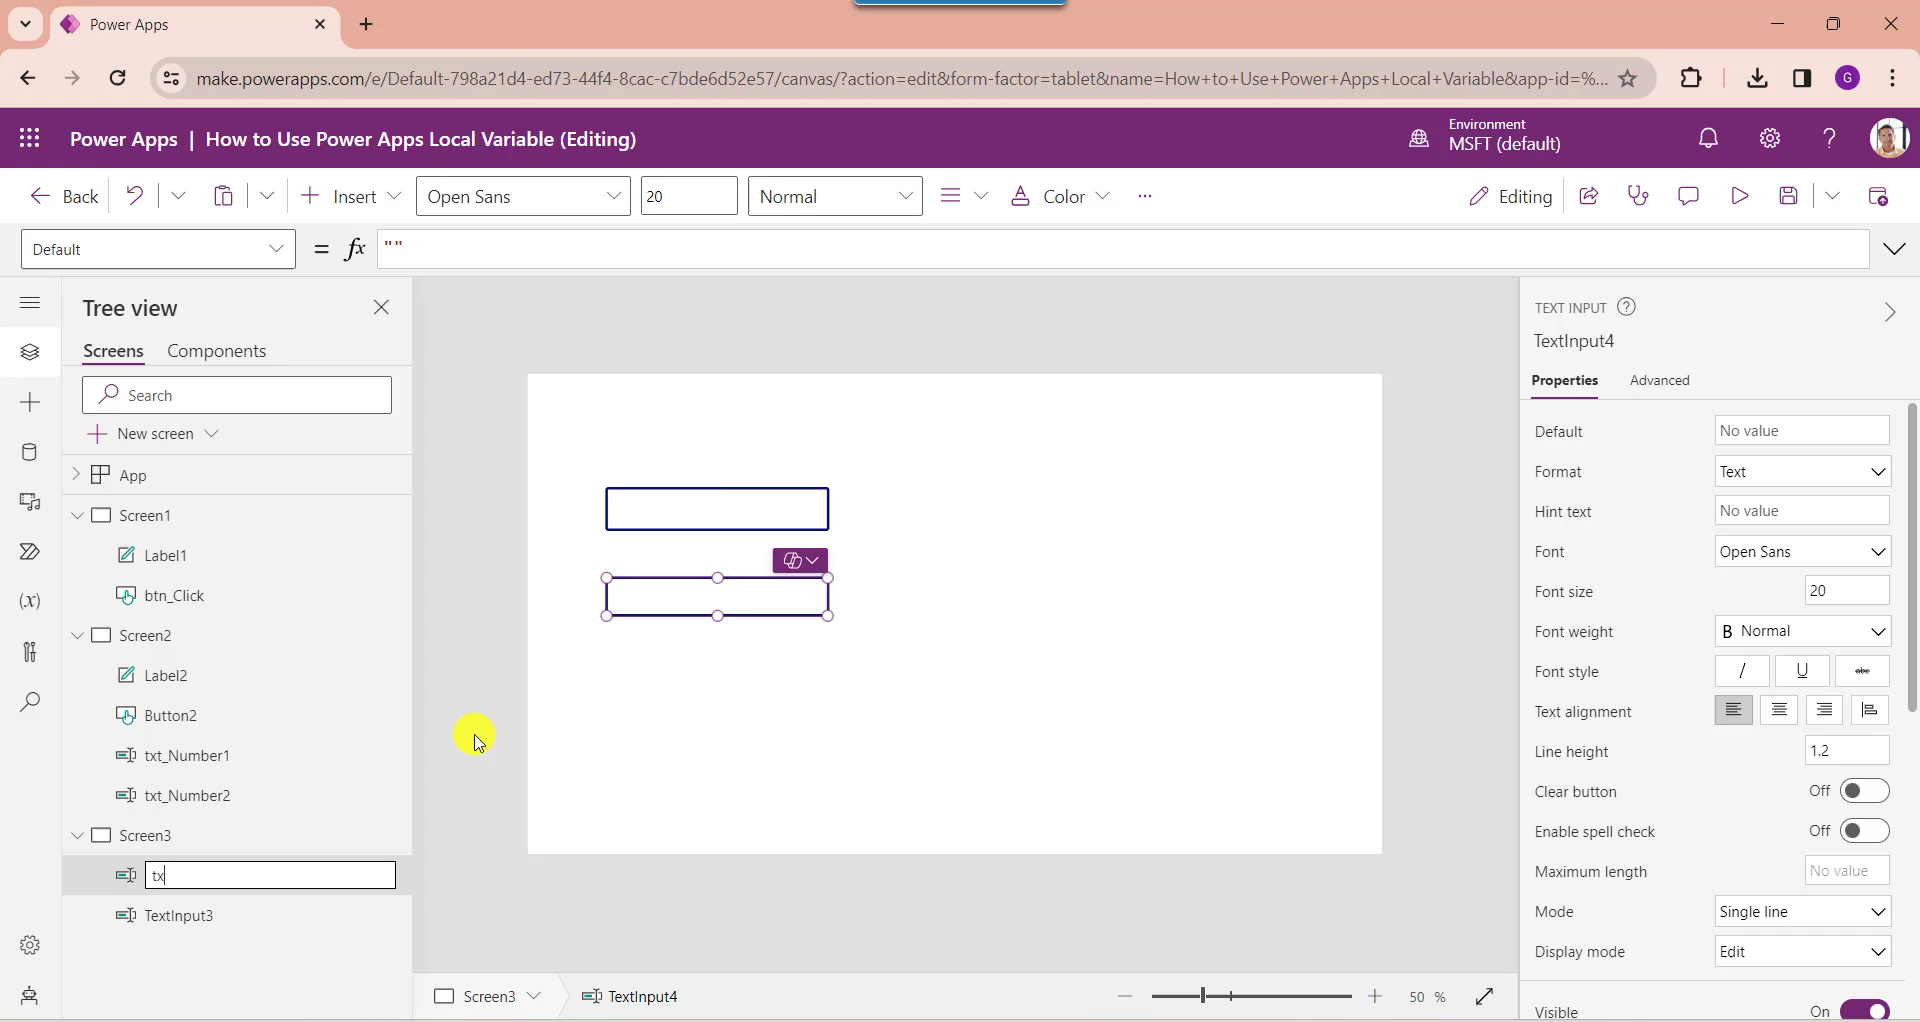 Power Apps
make.powerapps.com/e/Default-798a21d4-ed73-44f4-8cac-c7bde6d52e57/canvas/?action=edit&form-factor=tablet&name=How+to+Use+Power+Apps+Local+Variable&app-id=%...
G
Power Apps | How to Use Power Apps Local Variable (Editing)
Environment
MSFT (default)
Back
Insert
Open Sans
20
Normal
Color
...
Editing
Default
= fx
""
Tree view
Screens
Components
Search
New screen
App
Screen1
Label1
btn_Click
Screen2
Label2
Button2
txt_Number1
txt_Number2
Screen3
tx
TextInput3
Screen3
TextInput4
50 %
TEXT INPUT
TextInput4
Properties
Advanced
Default
No value
Format
Text
Hint text
No value
Font
Open Sans
Font size
20
Font weight
B Normal
Font style
/ U abc
Text alignment
Line height
1.2
Clear button
Off
Enable spell check
Off
Maximum length
No value
Mode
Single line
Display mode
Edit
Visible
On